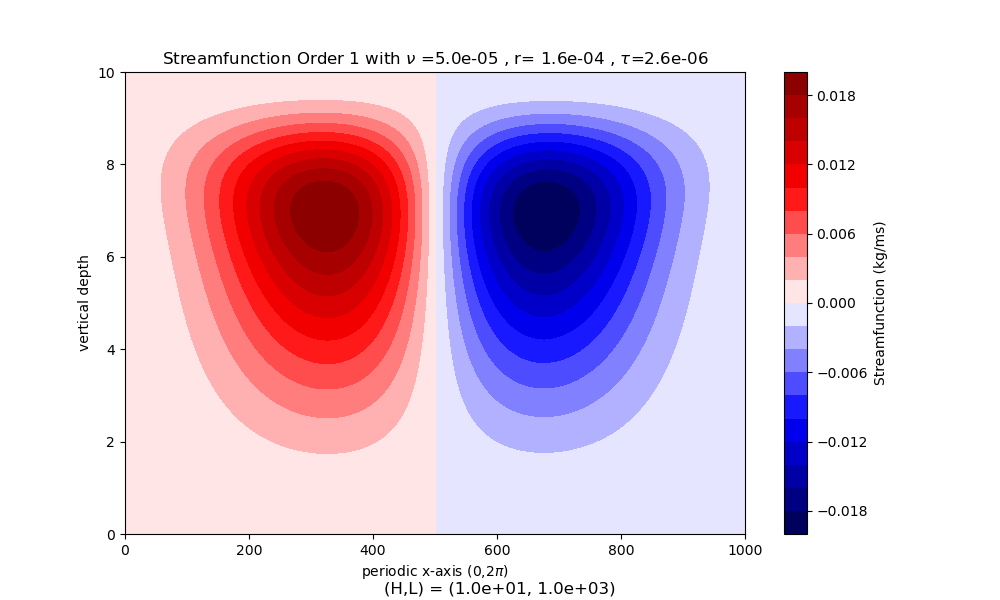 Streamfunction Order 1 with ν =5.0e-05 , r= 1.6e-04 , τ=2.6e-06
10
8
6
4
2
0
vertical depth
0 200 400 600 800 1000
periodic x-axis (0,2π)
(H,L) = (1.0e+01, 1.0e+03)
0.018
0.012
0.006
0.000
−0.006
−0.012
−0.018
Streamfunction (kg/ms)